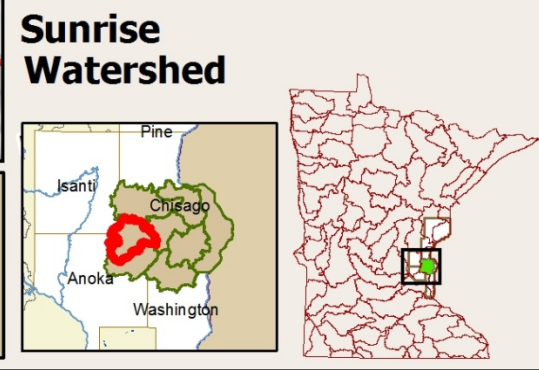 Sunrise
Watershed
Pine
Isanti
Chisago
Anoka
Washington